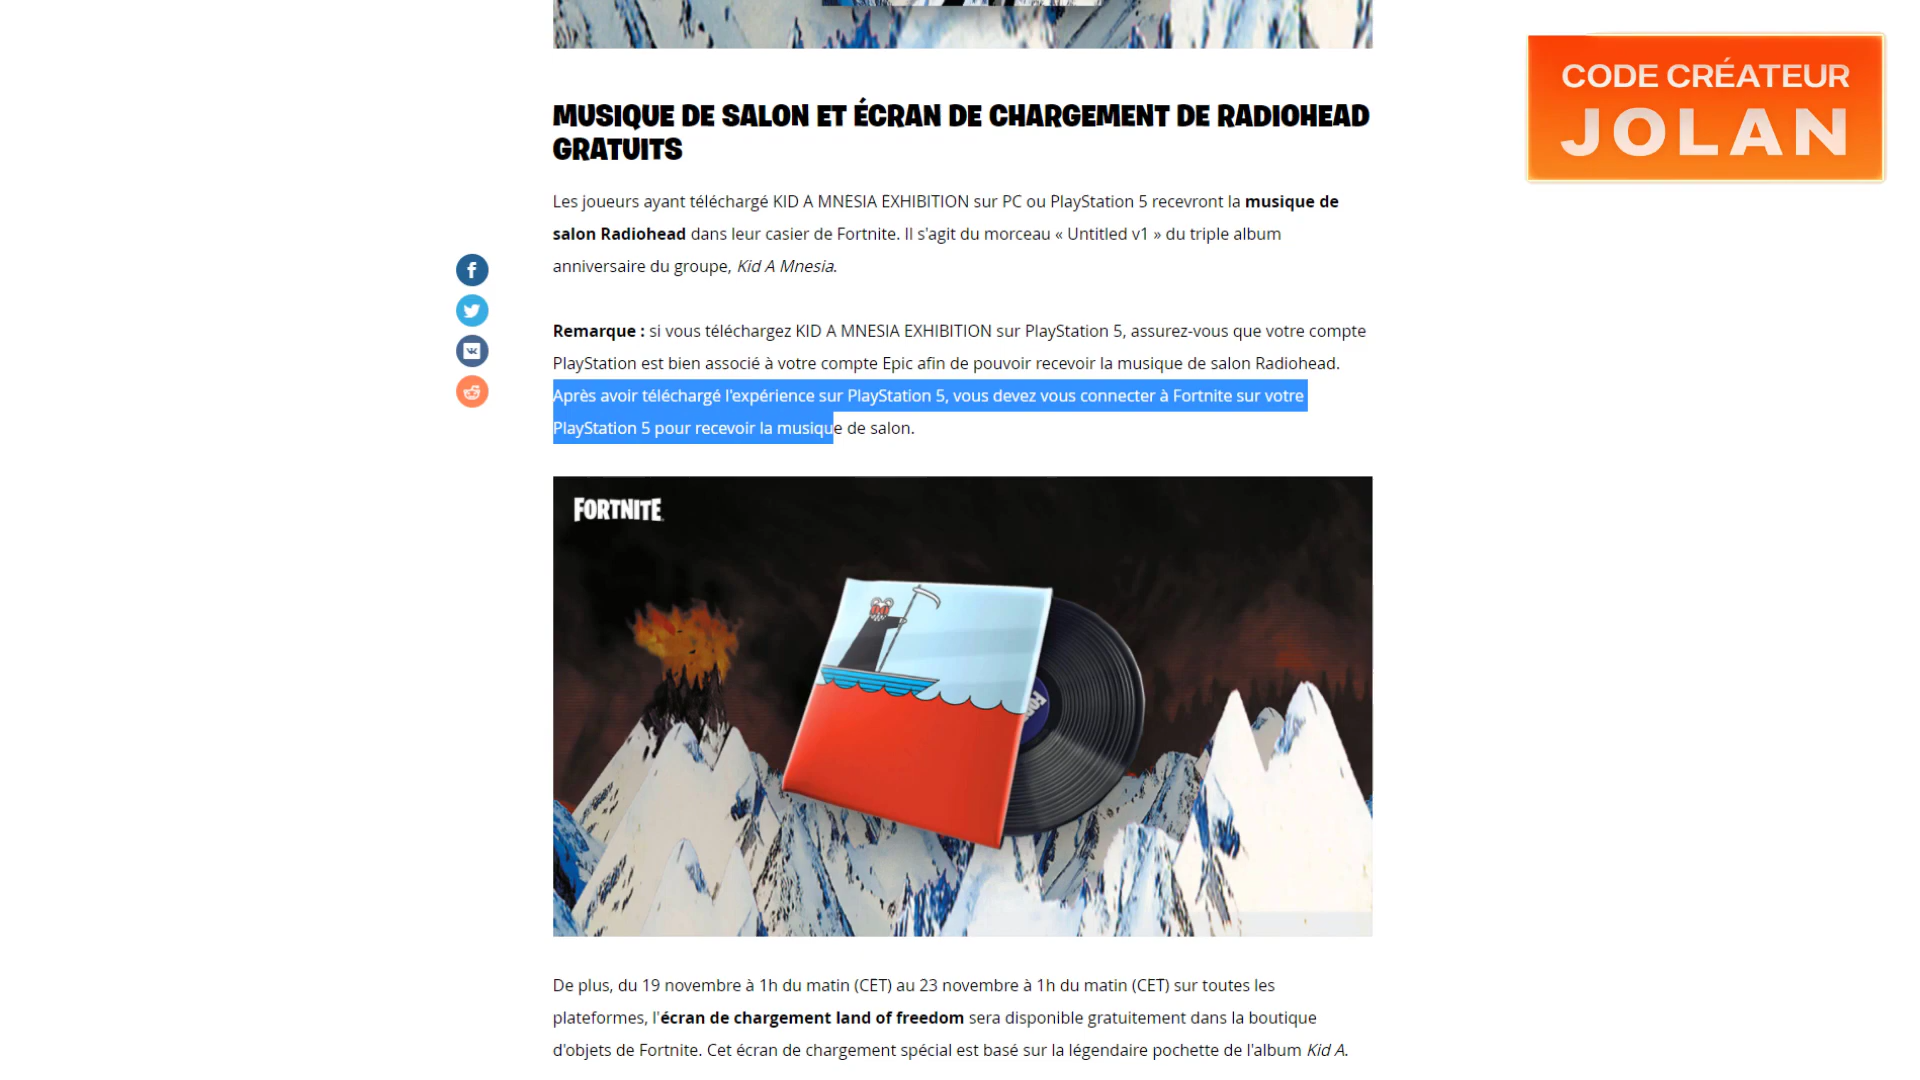 CODE CRÉATEUR
JOLAN
MUSIQUE DE SALON ET ÉCRAN DE CHARGEMENT DE RADIOHEAD
GRATUITS
Les joueurs ayant téléchargé KID A MNESIA EXHIBITION sur PC ou PlayStation 5 recevront la musique de
salon Radiohead dans leur casier de Fortnite. Il s'agit du morceau « Untitled v1 » du triple album
anniversaire du groupe, Kid A Mnesia.
Remarque : si vous téléchargez KID A MNESIA EXHIBITION sur PlayStation 5, assurez-vous que votre compte
PlayStation est bien associé à votre compte Epic afin de pouvoir recevoir la musique de salon Radiohead.
Après avoir téléchargé l'expérience sur PlayStation 5, vous devez vous connecter à Fortnite sur votre
PlayStation 5 pour recevoir la musique de salon.
FORTNITE
De plus, du 19 novembre à 1h du matin (CET) au 23 novembre à 1h du matin (CET) sur toutes les
plateformes, l'écran de chargement land of freedom sera disponible gratuitement dans la boutique
d'objets de Fortnite. Cet écran de chargement spécial est basé sur la légendaire pochette de l'album Kid A.